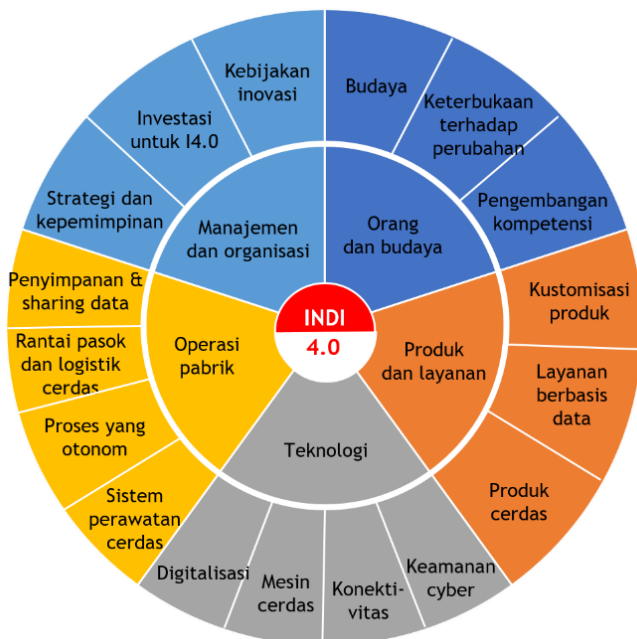 Kebijakan
inovasi
Budaya
Keterbukaan
terhadap
perubahan
Pengembangan
kompetensi
Investasi
untuk I4.0
Strategi dan
kepemimpinan
Manajemen
dan organisasi
Orang
dan budaya
Penyimpanan &
sharing data
Rantai pasok
dan logistik
cerdas
Proses yang
otonom
Sistem
perawatan
cerdas
Operasi
pabrik
INDI
4.0
Produk
dan layanan
Kustomisasi
produk
Layanan
berbasis
data
Produk
cerdas
Teknologi
Digitalisasi
Mesin
cerdas
Konekti-
vitas
Keamanan
cyber